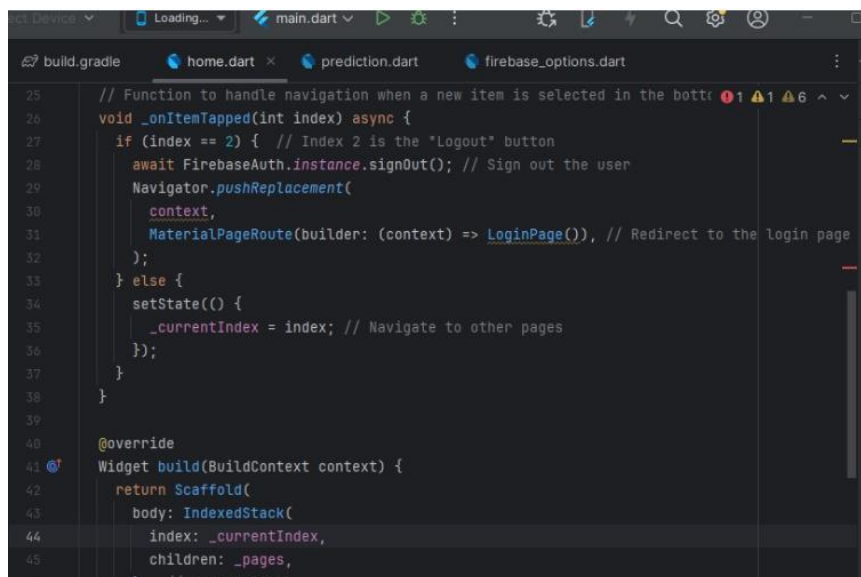 Loading...
main.dart
build.gradle
home.dart
prediction.dart
firebase_options.dart
1 1 6
25 // Function to handle navigation when a new item is selected in the bott
26 void _onItemTapped(int index) async {
27 if (index == 2) { // Index 2 is the "Logout" button
28 await FirebaseAuth.instance.signOut(); // Sign out the user
29 Navigator.pushReplacement(
30 context,
31 MaterialPageRoute(builder: (context) => LoginPage()), // Redirect to the login page
32 );
33 } else {
34 setState(() {
35 _currentIndex = index; // Navigate to other pages
36 });
37 }
38 }
39
40 @override
41 Widget build(BuildContext context) {
42 return Scaffold(
43 body: IndexedStack(
44 index: _currentIndex,
45 children: _pages,